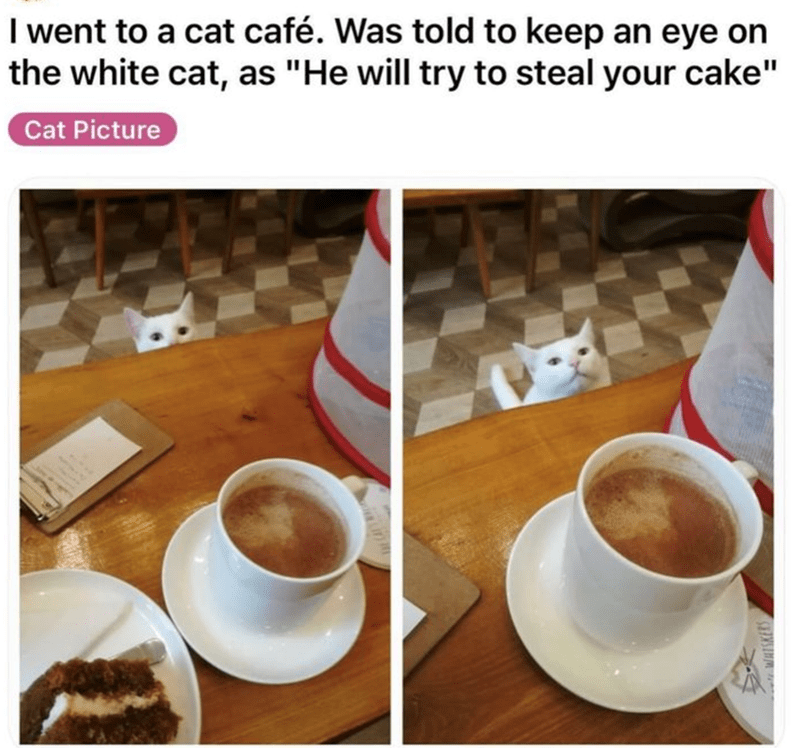 I went to a cat café. Was told to keep an eye on
the white cat, as "He will try to steal your cake"
Cat Picture
WHISKERS